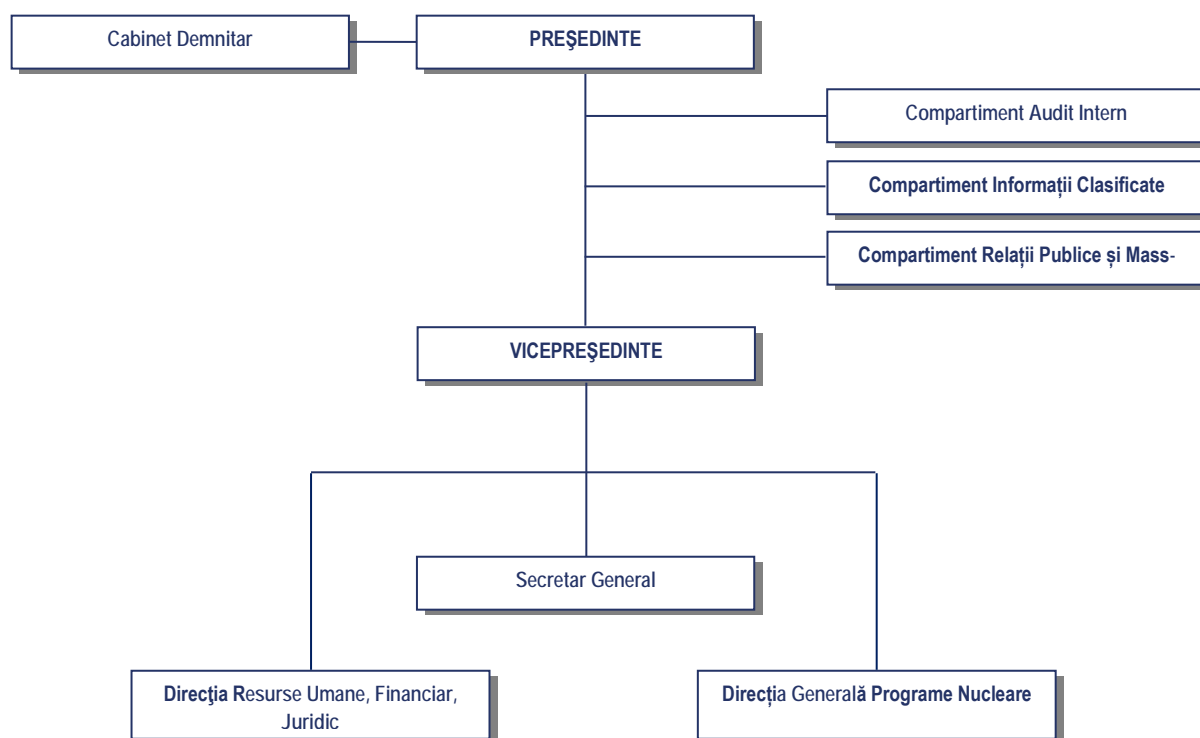 Cabinet Demnitar
PREŞEDINTE
Compartiment Audit Intern
Compartiment Informații Clasificate
Compartiment Relații Publice și Mass-
VICEPREŞEDINTE
Secretar General
Direcţia Resurse Umane, Financiar,
Juridic
Direcția Generală Programe Nucleare